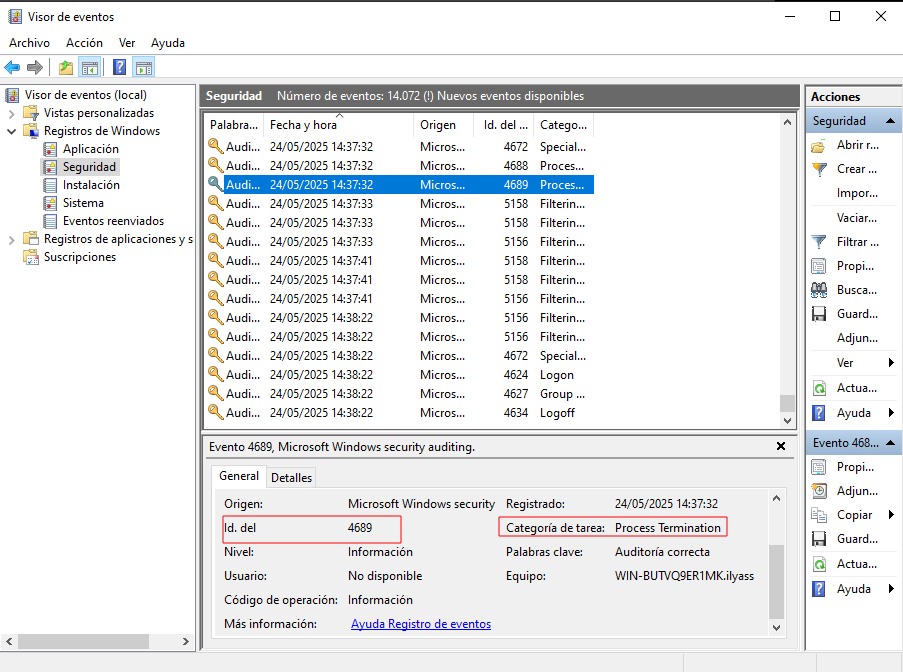 Visor de eventos
Archivo Acción Ver Ayuda
Visor de eventos (local)
Vistas personalizadas
Registros de Windows
Aplicación
Seguridad
Instalación
Sistema
Eventos reenviados
Registros de aplicaciones y s
Suscripciones
Seguridad Número de eventos: 14.072 (!) Nuevos eventos disponibles
Palabra... Fecha y hora Origen Id. del ... Catego...
Audi... 24/05/2025 14:37:32 Micros... 4672 Special...
Audi... 24/05/2025 14:37:32 Micros... 4688 Proces...
Audi... 24/05/2025 14:37:32 Micros... 4689 Proces...
Audi... 24/05/2025 14:37:33 Micros... 5158 Filterin...
Audi... 24/05/2025 14:37:33 Micros... 5158 Filterin...
Audi... 24/05/2025 14:37:33 Micros... 5156 Filterin...
Audi... 24/05/2025 14:37:41 Micros... 5158 Filterin...
Audi... 24/05/2025 14:37:41 Micros... 5158 Filterin...
Audi... 24/05/2025 14:37:41 Micros... 5156 Filterin...
Audi... 24/05/2025 14:38:22 Micros... 5156 Filterin...
Audi... 24/05/2025 14:38:22 Micros... 5156 Filterin...
Audi... 24/05/2025 14:38:22 Micros... 4672 Special...
Audi... 24/05/2025 14:38:22 Micros... 4624 Logon
Audi... 24/05/2025 14:38:22 Micros... 4627 Group ...
Audi... 24/05/2025 14:38:22 Micros... 4634 Logoff
Evento 4689, Microsoft Windows security auditing.
General Detalles
Origen: Microsoft Windows security Registrado: 24/05/2025 14:37:32
Id. del 4689 Categoría de tarea: Process Termination
Nivel: Información Palabras clave: Auditoría correcta
Usuario: No disponible Equipo: WIN-BUTVQ9ER1MK.ilyass
Código de operación: Información
Más información: Ayuda Registro de eventos
Acciones
Seguridad
Abrir r...
Crear ...
Impor...
Vaciar...
Filtrar ...
Propi...
Busca...
Guard...
Adjun...
Ver
Actua...
Ayuda
Evento 468...
Propi...
Adjun...
Copiar
Guard...
Actua...
Ayuda